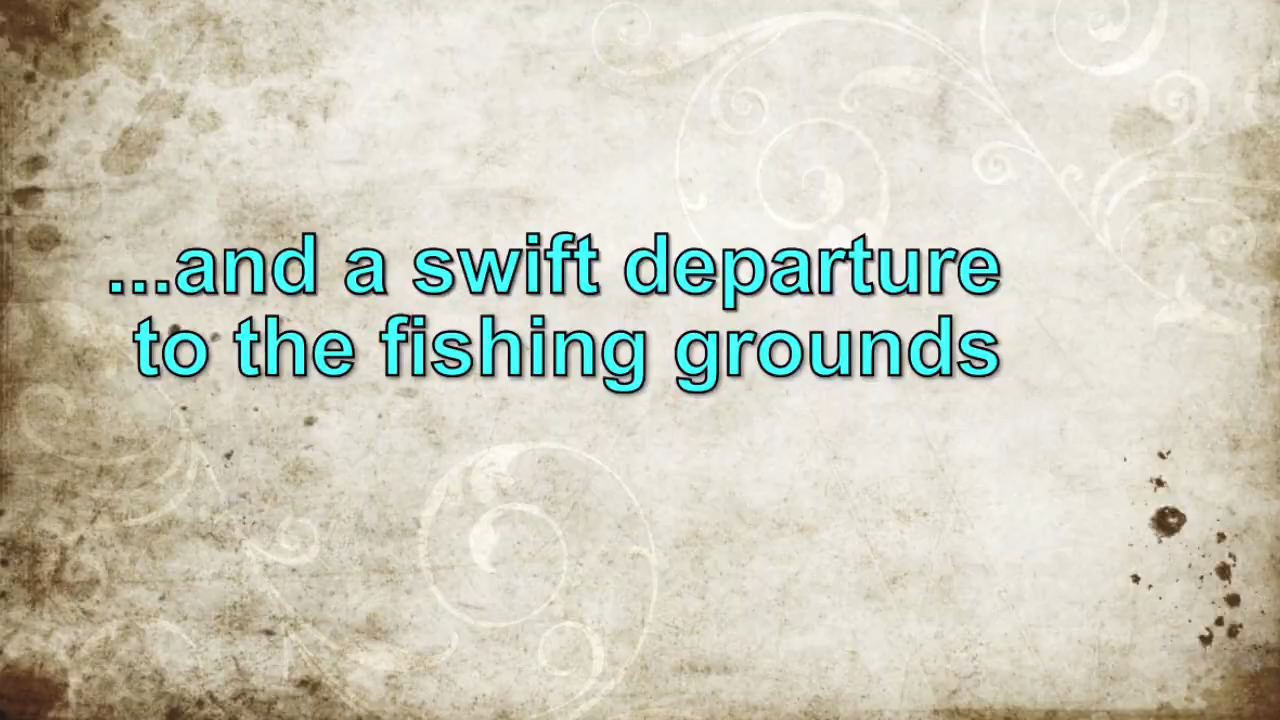 ...and a swift departure
to the fishing grounds